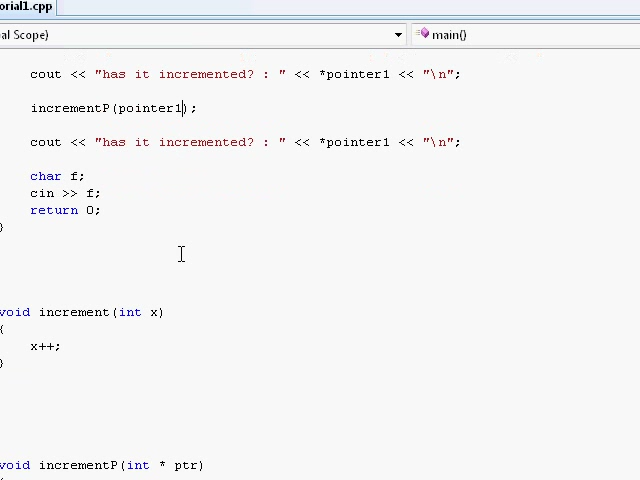 orial1.cpp
al Scope)
main()
cout << "has it incremented? : " << *pointer1 << "\n";
incrementP(pointer1);
cout << "has it incremented? : " << *pointer1 << "\n";
char f;
cin >> f;
return 0;
}
void increment(int x)
{
x++;
}
void incrementP(int * ptr)
{